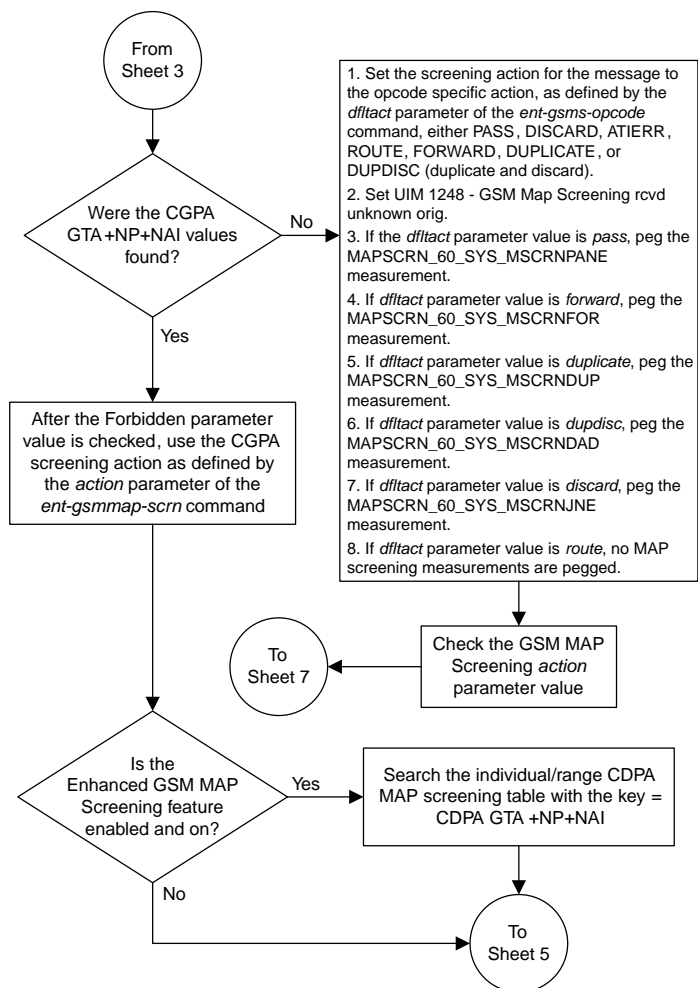 From
Sheet 3
Were the CGPA
GTA+NP+NAI values
found?
No
Yes
1. Set the screening action for the message to
the opcode specific action, as defined by the
dfltact parameter of the ent-gsms-opcode
command, either PASS, DISCARD, ATIERR,
ROUTE, FORWARD, DUPLICATE, or
DUPDISC (duplicate and discard).
2. Set UIM 1248 - GSM Map Screening rcvd
unknown orig.
3. If the dfltact parameter value is pass, peg the
MAPSCRN_60_SYS_MSCRNPANE
measurement.
4. If dfltact parameter value is forward, peg the
MAPSCRN_60_SYS_MSCRNFOR
measurement.
5. If dfltact parameter value is duplicate, peg the
MAPSCRN_60_SYS_MSCRNDUP
measurement.
6. If dfltact parameter value is dupdisc, peg the
MAPSCRN_60_SYS_MSCRNDAD
measurement.
7. If dfltact parameter value is discard, peg the
MAPSCRN_60_SYS_MSCRNJNE
measurement.
8. If dfltact parameter value is route, no MAP
screening measurements are pegged.
After the Forbidden parameter
value is checked, use the CGPA
screening action as defined by
the action parameter of the
ent-gsmmap-scrn command
Check the GSM MAP
Screening action
parameter value
To
Sheet 7
Is the
Enhanced GSM MAP
Screening feature
enabled and on?
Yes
No
Search the individual/range CDPA
MAP screening table with the key =
CDPA GTA +NP+NAI
To
Sheet 5